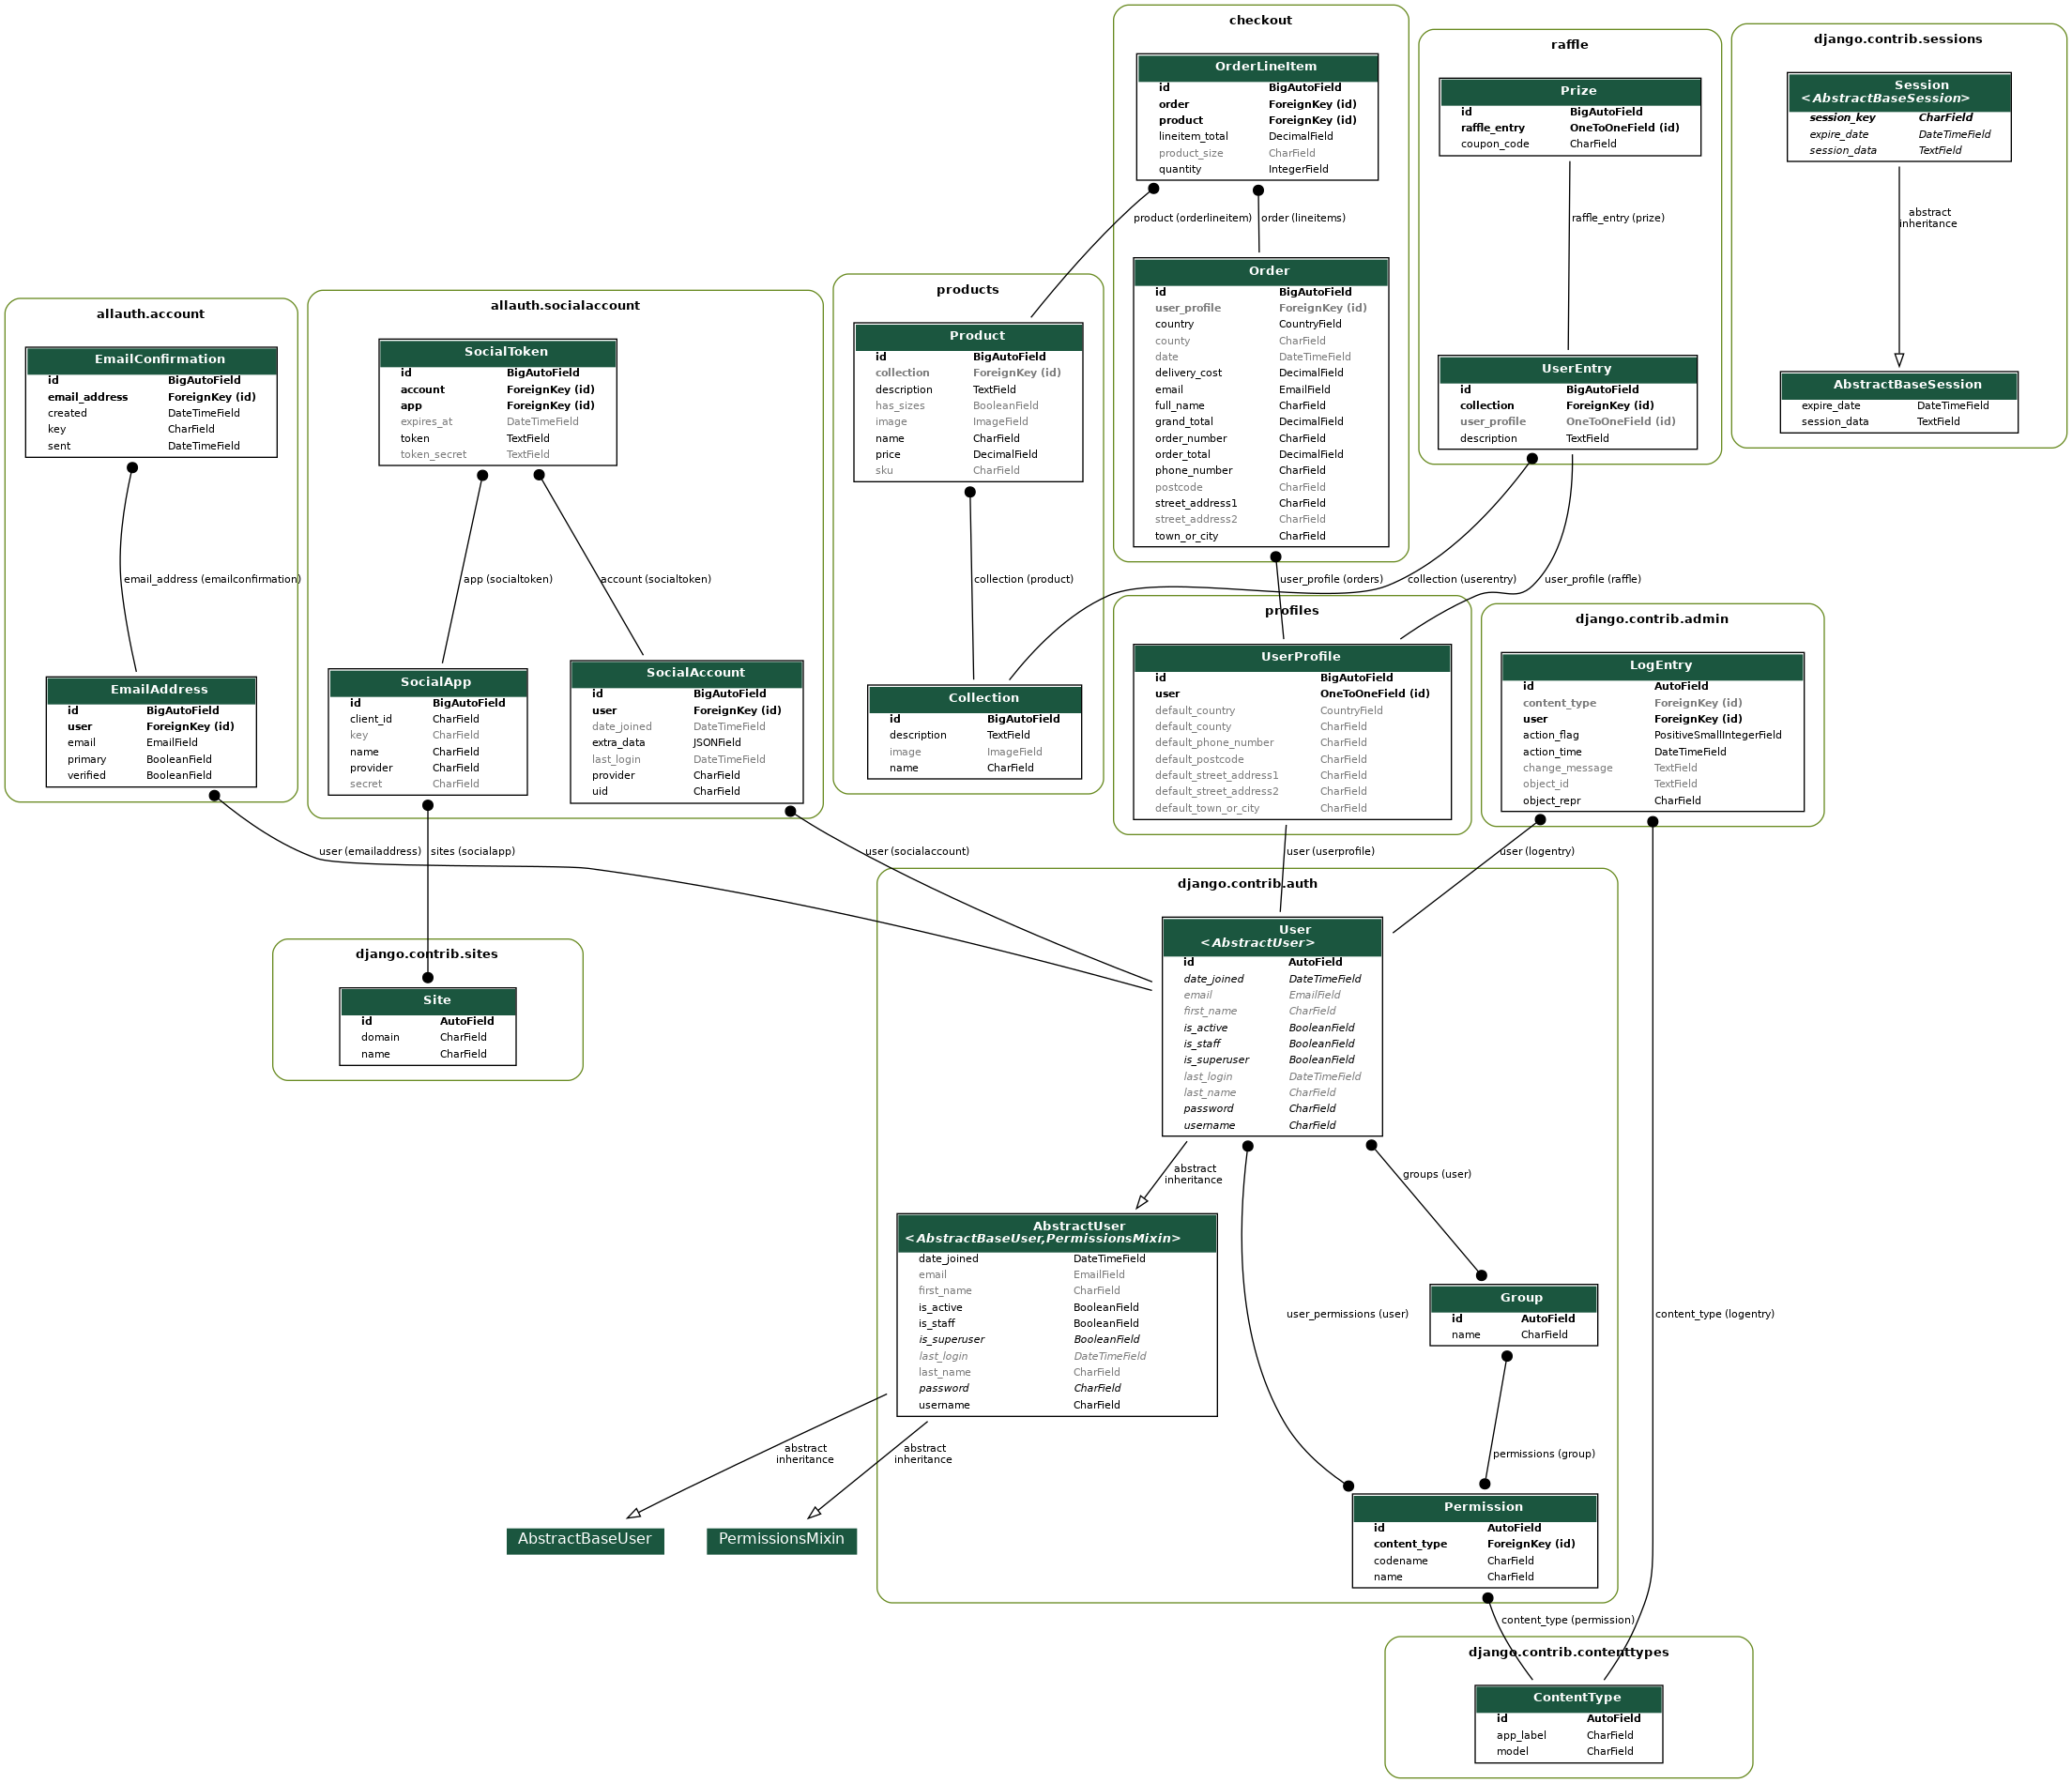 checkout
OrderLineItem
id BigAutoField
order ForeignKey (id)
product ForeignKey (id)
lineitem_total DecimalField
product_size CharField
quantity IntegerField
product (orderlineitem)
order (lineitems)
Order
id BigAutoField
user_profile ForeignKey (id)
country CountryField
county CharField
date DateTimeField
delivery_cost DecimalField
email EmailField
full_name CharField
grand_total DecimalField
order_number CharField
order_total DecimalField
phone_number CharField
postcode CharField
street_address1 CharField
street_address2 CharField
town_or_city CharField
raffle
Prize
id BigAutoField
raffle_entry OneToOneField (id)
coupon_code CharField
raffle_entry (prize)
UserEntry
id BigAutoField
collection ForeignKey (id)
user_profile OneToOneField (id)
description TextField
django.contrib.sessions
Session
<AbstractBaseSession>
session_key CharField
expire_date DateTimeField
session_data TextField
abstract
inheritance
AbstractBaseSession
expire_date DateTimeField
session_data TextField
allauth.account
EmailConfirmation
id BigAutoField
email_address ForeignKey (id)
created DateTimeField
key CharField
sent DateTimeField
email_address (emailconfirmation)
EmailAddress
id BigAutoField
user ForeignKey (id)
email EmailField
primary BooleanField
verified BooleanField
allauth.socialaccount
SocialToken
id BigAutoField
account ForeignKey (id)
app ForeignKey (id)
expires_at DateTimeField
token TextField
token_secret TextField
app (socialtoken)
account (socialtoken)
SocialApp
id BigAutoField
client_id CharField
key CharField
name CharField
provider CharField
secret CharField
SocialAccount
id BigAutoField
user ForeignKey (id)
date_joined DateTimeField
extra_data JSONField
last_login DateTimeField
provider CharField
uid CharField
products
Product
id BigAutoField
collection ForeignKey (id)
description TextField
has_sizes BooleanField
image ImageField
name CharField
price DecimalField
sku CharField
collection (product)
Collection
id BigAutoField
description TextField
image ImageField
name CharField
user_profile (orders)
collection (userentry)
user_profile (raffle)
profiles
UserProfile
id BigAutoField
user OneToOneField (id)
default_country CountryField
default_county CharField
default_phone_number CharField
default_postcode CharField
default_street_address1 CharField
default_street_address2 CharField
default_town_or_city CharField
django.contrib.admin
LogEntry
id AutoField
content_type ForeignKey (id)
user ForeignKey (id)
action_flag PositiveSmallIntegerField
action_time DateTimeField
change_message TextField
object_id TextField
object_repr CharField
user (emailaddress)
sites (socialapp)
user (socialaccount)
user (userprofile)
user (logentry)
django.contrib.sites
Site
id AutoField
domain CharField
name CharField
django.contrib.auth
User
<AbstractUser>
id AutoField
date_joined DateTimeField
email EmailField
first_name CharField
is_active BooleanField
is_staff BooleanField
is_superuser BooleanField
last_login DateTimeField
last_name CharField
password CharField
username CharField
abstract
inheritance
groups (user)
AbstractUser
<AbstractBaseUser,PermissionsMixin>
date_joined DateTimeField
email EmailField
first_name CharField
is_active BooleanField
is_staff BooleanField
is_superuser BooleanField
last_login DateTimeField
last_name CharField
password CharField
username CharField
user_permissions (user)
Group
id AutoField
name CharField
content_type (logentry)
abstract
inheritance
abstract
inheritance
permissions (group)
AbstractBaseUser
PermissionsMixin
Permission
id AutoField
content_type ForeignKey (id)
codename CharField
name CharField
content_type (permission)
django.contrib.contenttypes
ContentType
id AutoField
app_label CharField
model CharField